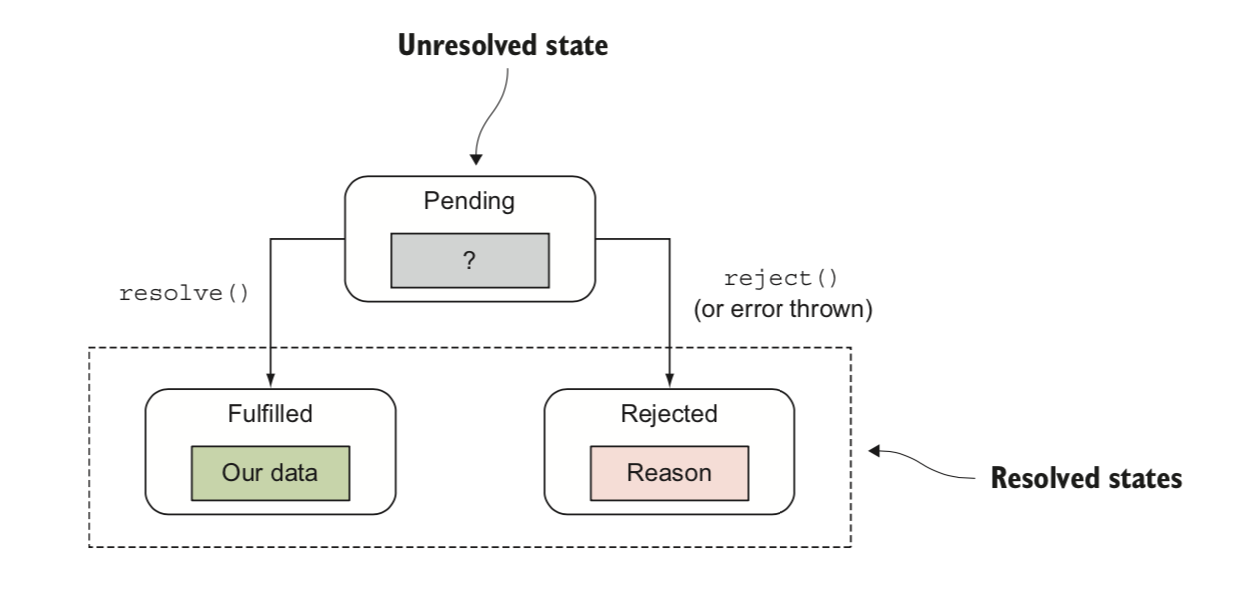 Unresolved state
Pending
?
resolve()
reject()
(or error thrown)
Fulfilled
Our data
Rejected
Reason
Resolved states